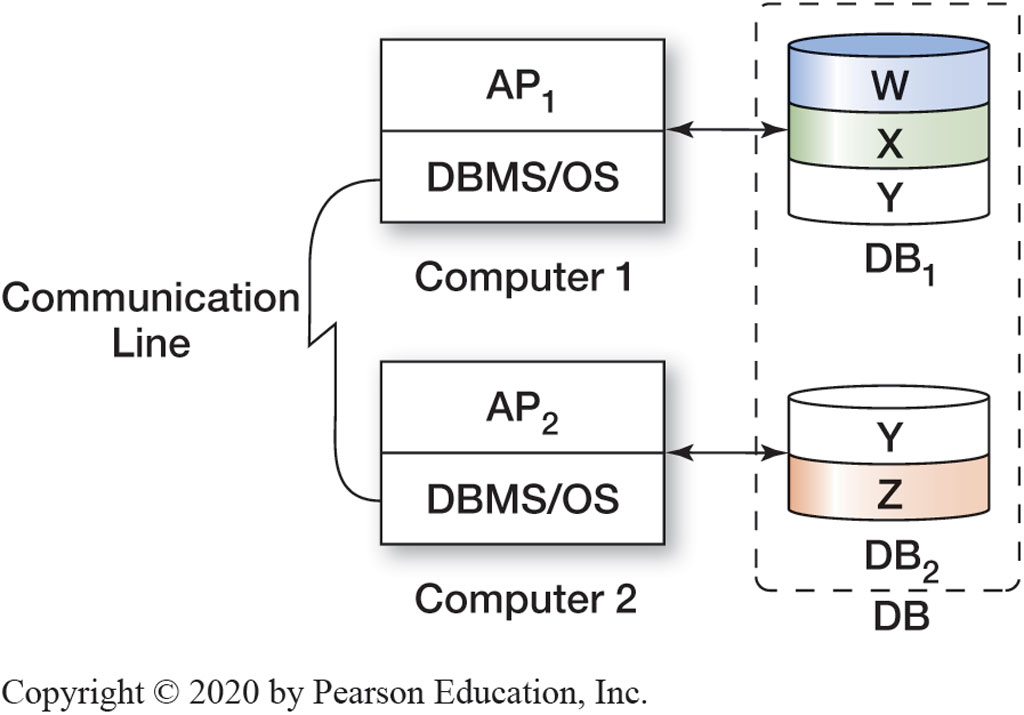 AP₁
DBMS/OS
Computer 1
W
X
Y
DB₁
Communication
Line
AP₂
DBMS/OS
Computer 2
Y
Z
DB₂
DB
Copyright © 2020 by Pearson Education, Inc.